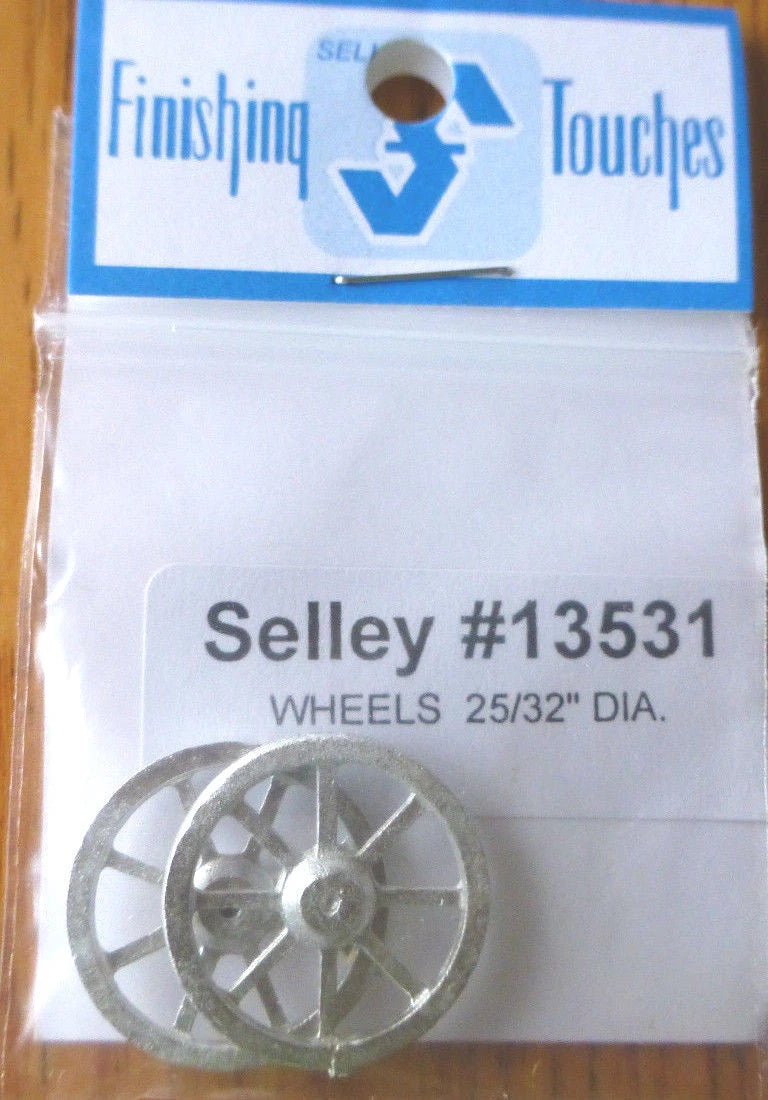 Finishing Touches
Selley #13531
WHEELS 25/32" DIA.